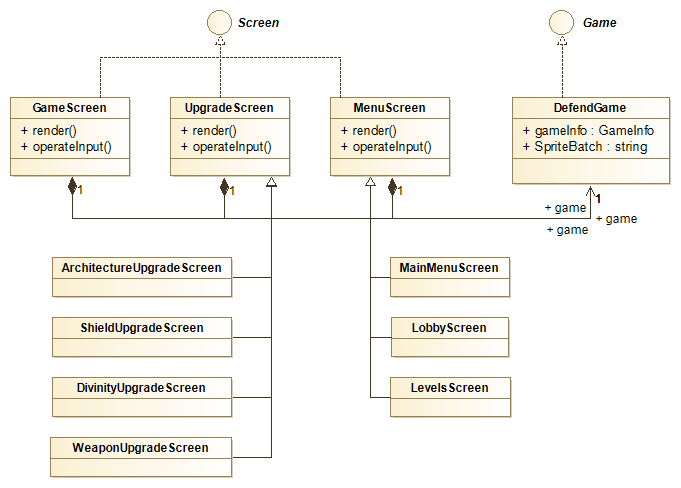 Screen
Game
GameScreen
+ render()
+ operateInput()
UpgradeScreen
+ render()
+ operateInput()
MenuScreen
+ render()
+ operateInput()
DefendGame
+ gameInfo : GameInfo
+ SpriteBatch : string
1
1
1
1
+ game
+ game
+ game
ArchitectureUpgradeScreen
ShieldUpgradeScreen
DivinityUpgradeScreen
WeaponUpgradeScreen
MainMenuScreen
LobbyScreen
LevelsScreen